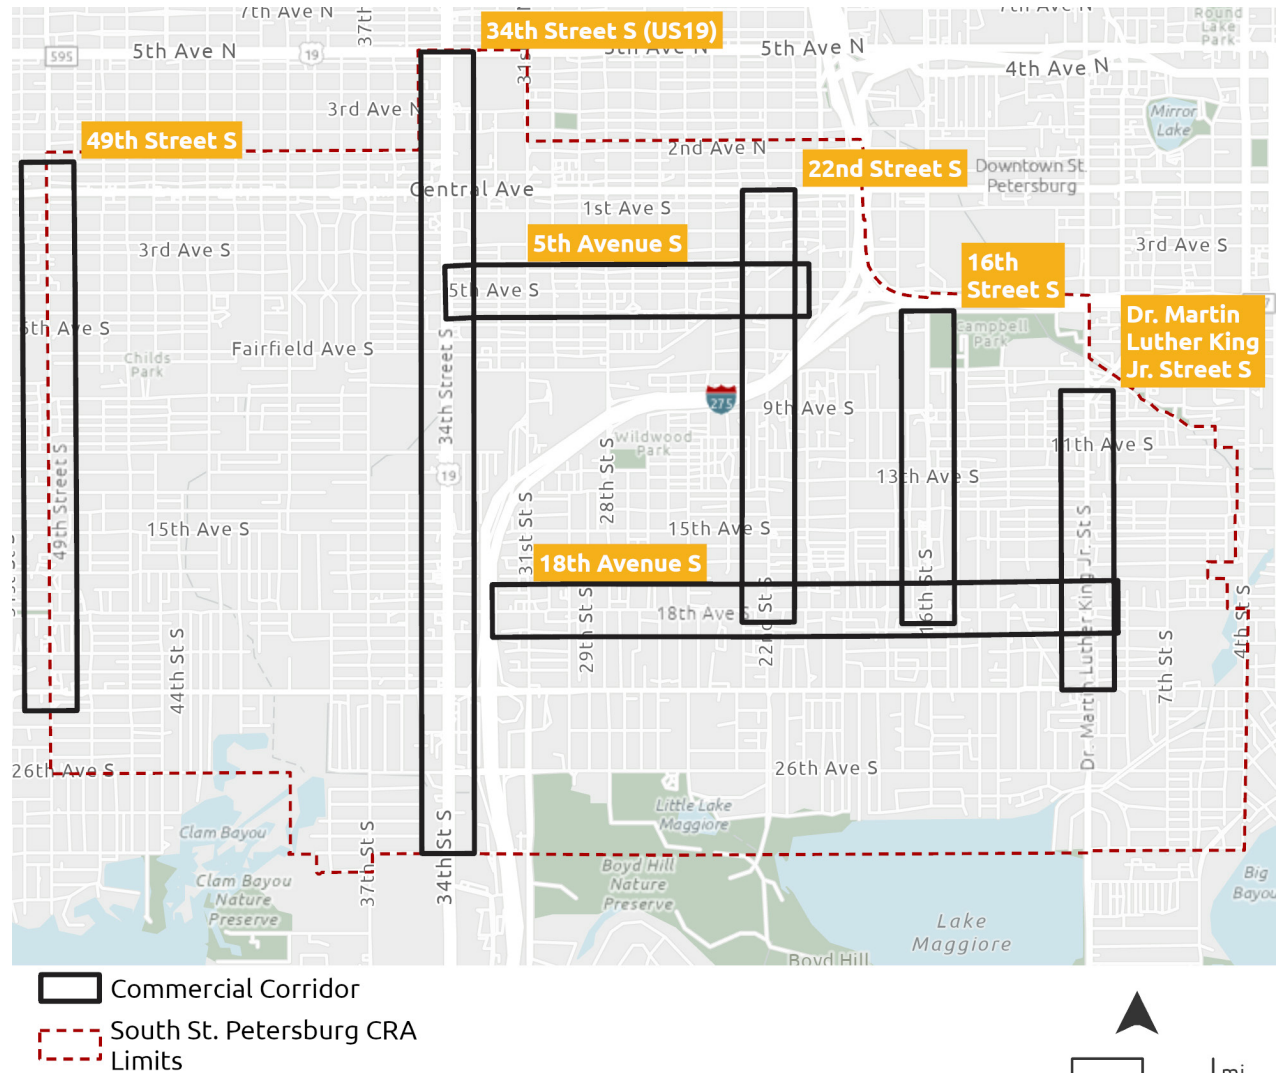 7th Ave N
37th
34th Street S (US19)
5th Ave N
7th Ave N
Round
Lake
Park
595
5th Ave N
19
31s
5th Ave N
4th Ave N
3rd Ave N
49th Street S
2nd Ave N
Mirror
Lake
22nd Street S
Downtown St.
Petersburg
Central Ave
1st Ave S
5th Avenue S
3rd Ave S
3rd Ave S
16th
Street S
5th Ave S
Dr. Martin
Luther King
Jr. Street S
Campbell
Park
Fairfield Ave S
Childs
Park
34th Street S
275
9th Ave S
Wildwood
Park
11th Ave S
19
28th St S
13th Ave S
49th Street S
15th Ave S
31st St S
15th Ave S
18th Avenue S
16th St S
Dr. Martin Luther King Jr. St S
18th Ave S
29th St S
22nd St S
4th St S
44th St S
7th St S
26th Ave S
26th Ave S
Clam Bayou
Little Lake
Maggiore
37th St S
34th St S
Clam Bayou
Nature
Preserve
Boyd Hill
Nature
Preserve
Big
Bayou
Lake
Maggiore
Boyd Hill
Commercial Corridor
South St. Petersburg CRA
Limits
mi